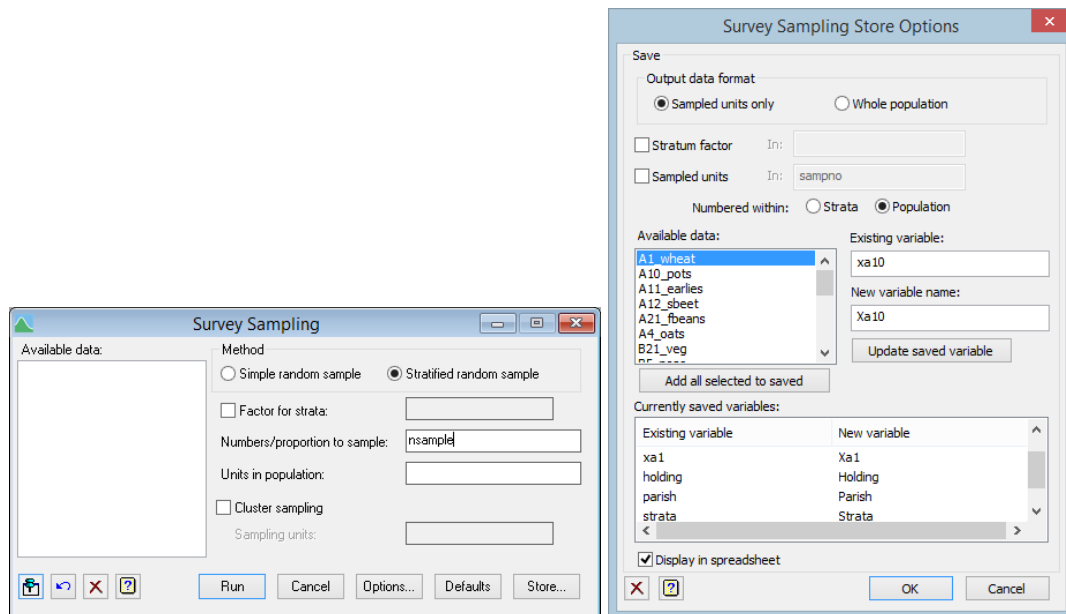 Survey Sampling
Available data:
Method
Simple random sample
Stratified random sample
Factor for strata:
Numbers/proportion to sample:
nsample
Units in population:
Cluster sampling
Sampling units:
Run
Cancel
Options...
Defaults
Store...
Survey Sampling Store Options
Save
Output data format
Sampled units only
Whole population
Stratum factor
In:
Sampled units
In:
sampno
Numbered within:
Strata
Population
Available data:
A1_wheat
A10_pots
A11_earlies
A12_sbeet
A21_fbeans
A4_oats
B21_veg
Existing variable:
xa10
New variable name:
Xa10
Update saved variable
Add all selected to saved
Currently saved variables:
Existing variable New variable
xa1 Xa1
holding Holding
parish Parish
strata Strata
Display in spreadsheet
OK
Cancel